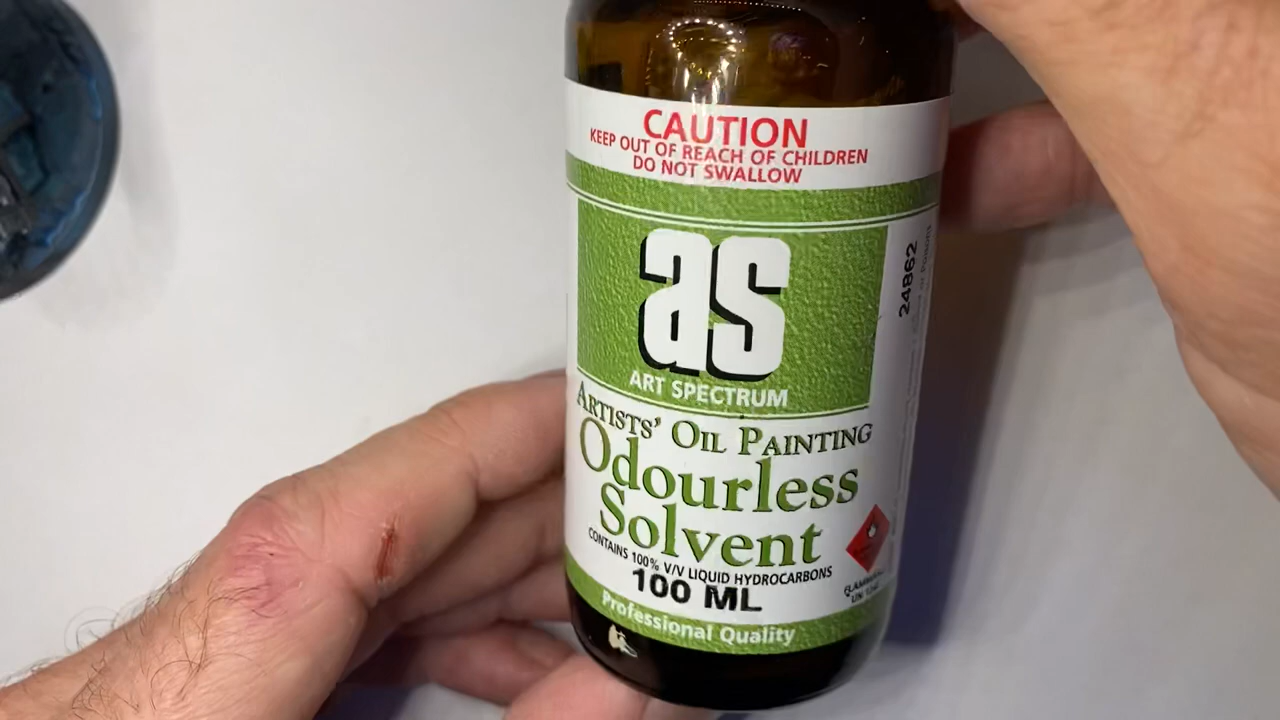 CAUTION
KEEP OUT OF REACH OF CHILDREN
DO NOT SWALLOW
as
ART SPECTRUM
ARTISTS' OIL PAINTING
Odourless
Solvent
CONTAINS 100% V/V LIQUID HYDROCARBONS
100 ML
Professional Quality
24862
UN